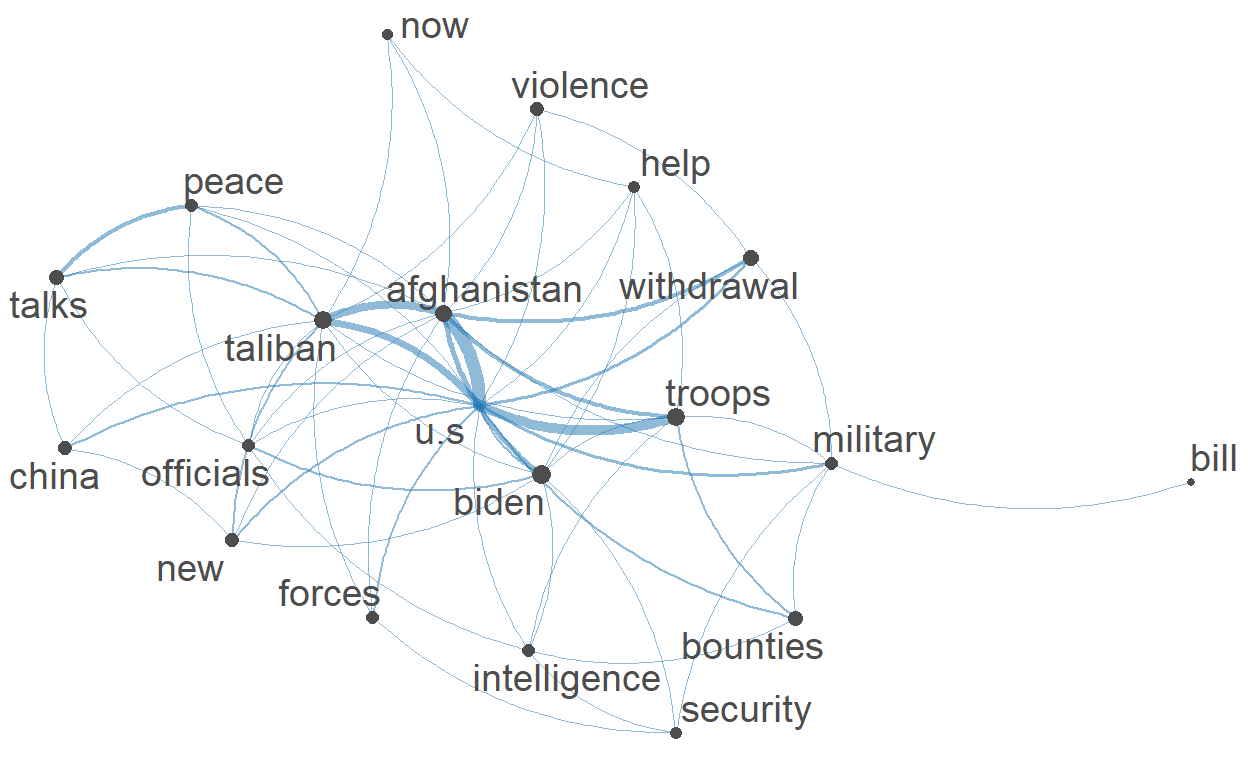 now
violence
help
peace
withdrawal
afghanistan
talks
taliban
troops
u.s
military
bill
china
officials
biden
new
forces
bounties
intelligence
security